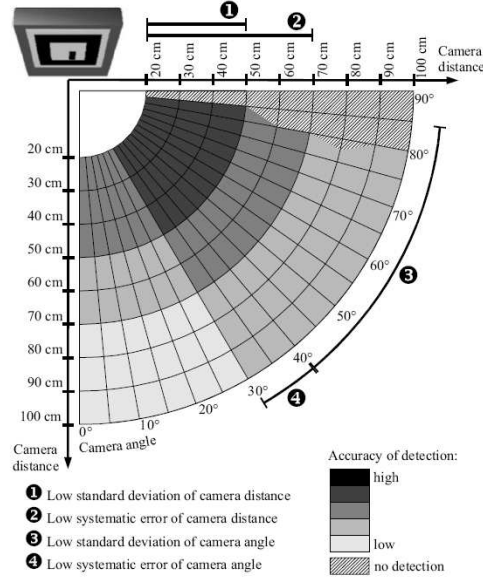 ❶
❷
20 cm
30 cm
40 cm
50 cm
60 cm
70 cm
80 cm
90 cm
100 cm
Camera
distance
90°
80°
70°
60°
❸
50°
40°
❹
30°
20°
10°
0°
Camera angle
20 cm
30 cm
40 cm
50 cm
60 cm
70 cm
80 cm
90 cm
100 cm
Camera
distance
❶ Low standard deviation of camera distance
❷ Low systematic error of camera distance
❸ Low standard deviation of camera angle
❹ Low systematic error of camera angle
Accuracy of detection:
high
low
no detection